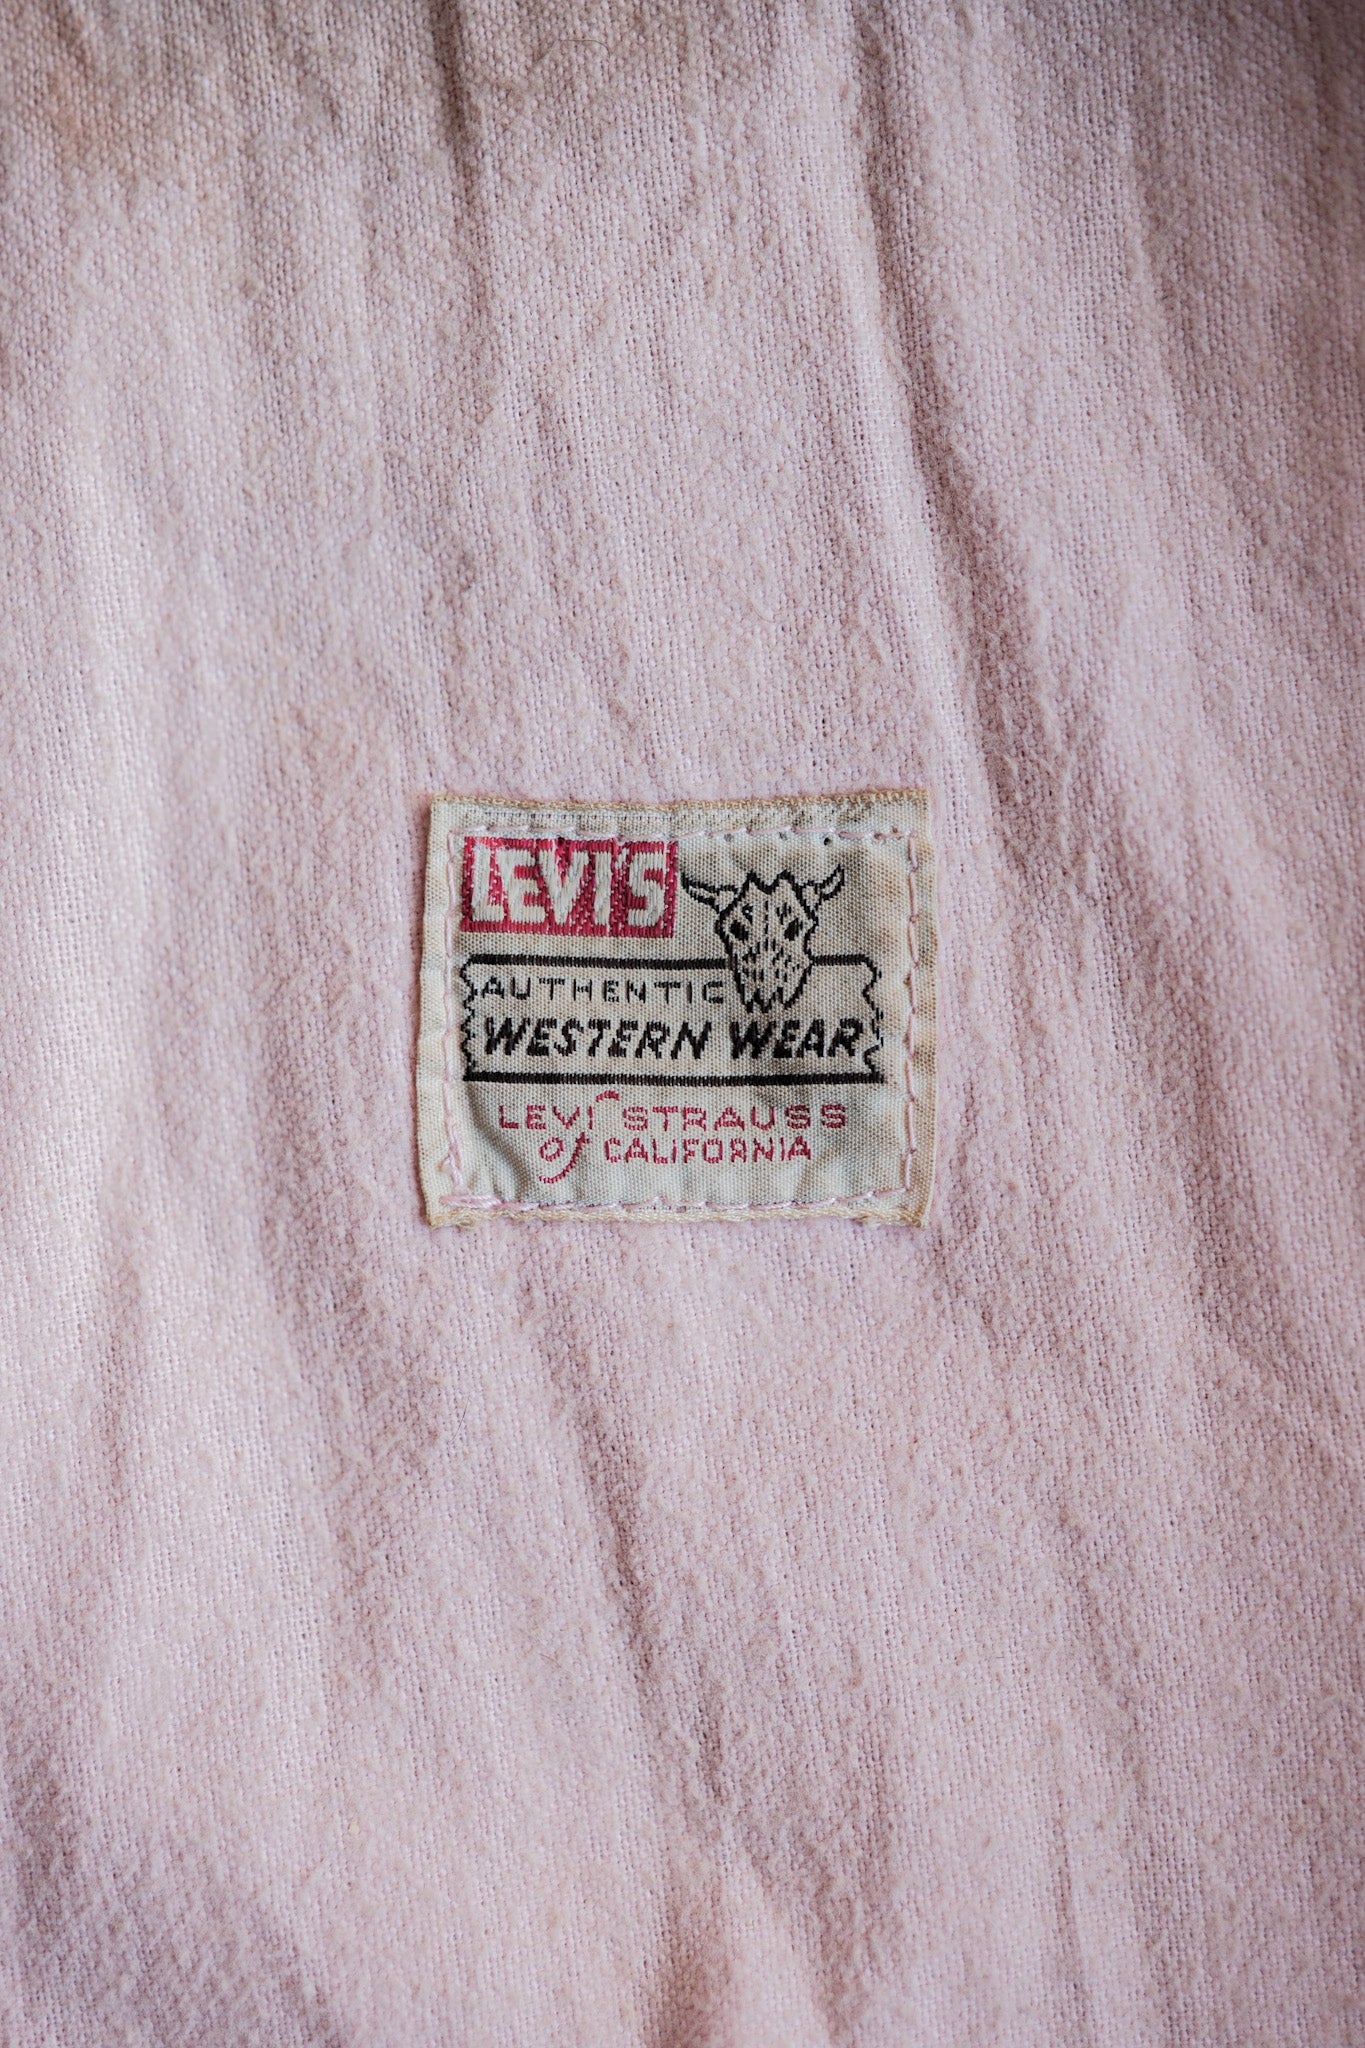 LEVI'S
AUTHENTIC
WESTERN WEAR
LEVI STRAUSS
of CALIFORNIA